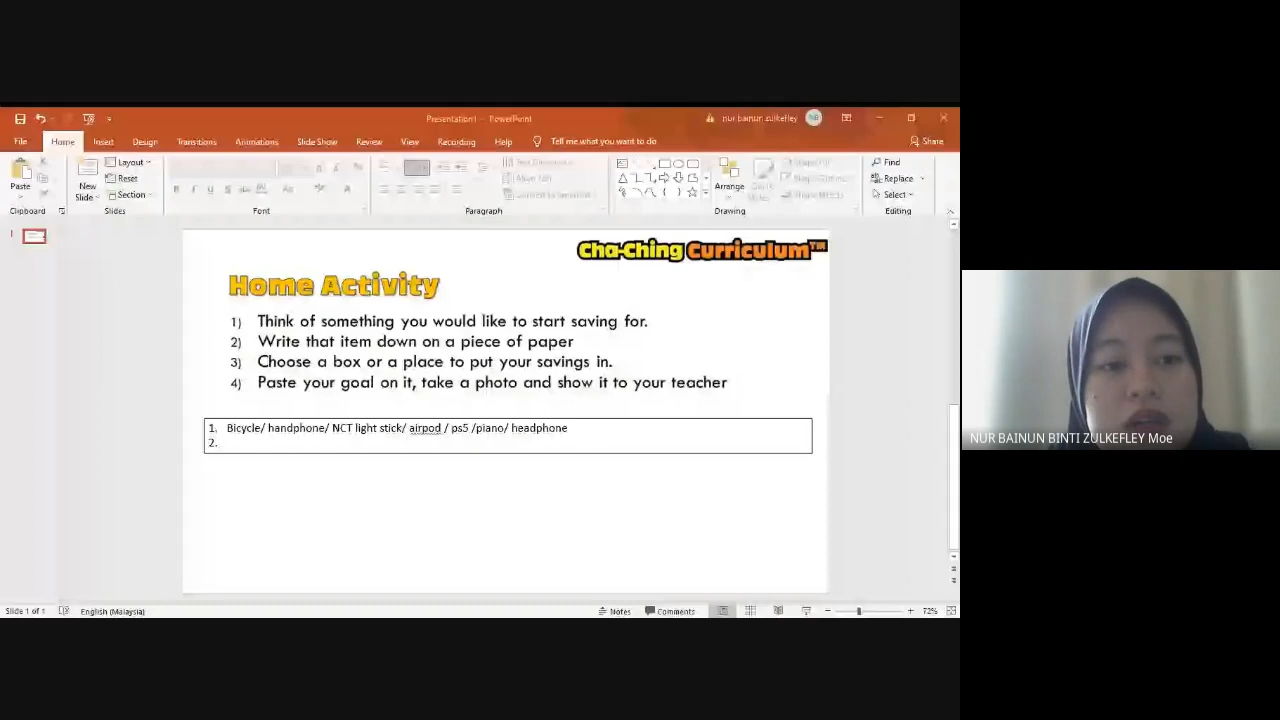 Presentation1 - PowerPoint
nur bainun zulkefley
NB
File
Home
Insert
Design
Transitions
Animations
Slide Show
Review
View
Recording
Help
Tell me what you want to do
Share
Paste
New
Slide
Layout
Reset
Section
Arrange
Find
Replace
Select
Clipboard
Slides
Font
Paragraph
Drawing
Editing
1
Cha-Ching Curriculum™
Home Activity
1) Think of something you would like to start saving for.
2) Write that item down on a piece of paper
3) Choose a box or a place to put your savings in.
4) Paste your goal on it, take a photo and show it to your teacher
1. Bicycle/ handphone/ NCT light stick/ airpod / ps5 /piano/ headphone
2.
NUR BAINUN BINTI ZULKEFLEY Moe
Slide 1 of 1
English (Malaysia)
Notes
Comments
72%